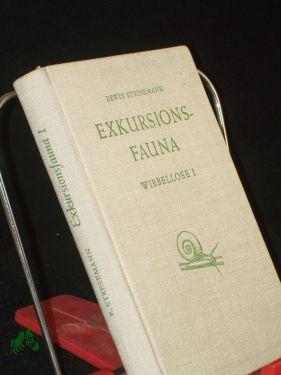 ERWIN STRESEMANN
EXKURSIONS-
FAUNA
WIRBELLOSE I
Exkursionsfauna I
E. STRESEMANN